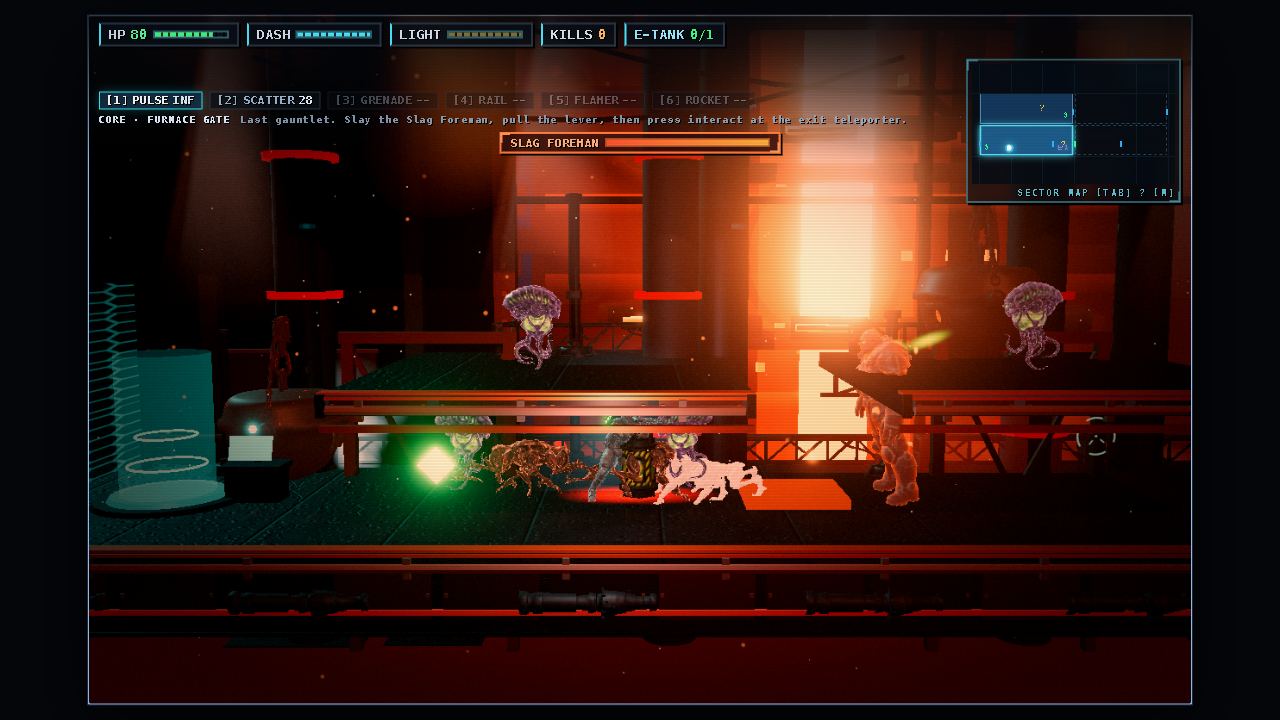 HP 80 DASH LIGHT KILLS 0 E-TANK 0/1
[1] PULSE INF [2] SCATTER 28 [3] GRENADE -- [4] RAIL -- [5] FLAMER -- [6] ROCKET --
CORE · FURNACE GATE Last gauntlet. Slay the Slag Foreman, pull the lever, then press interact at the exit teleporter.
SLAG FOREMAN
?
3
3
?
SECTOR MAP [TAB] ? [M]